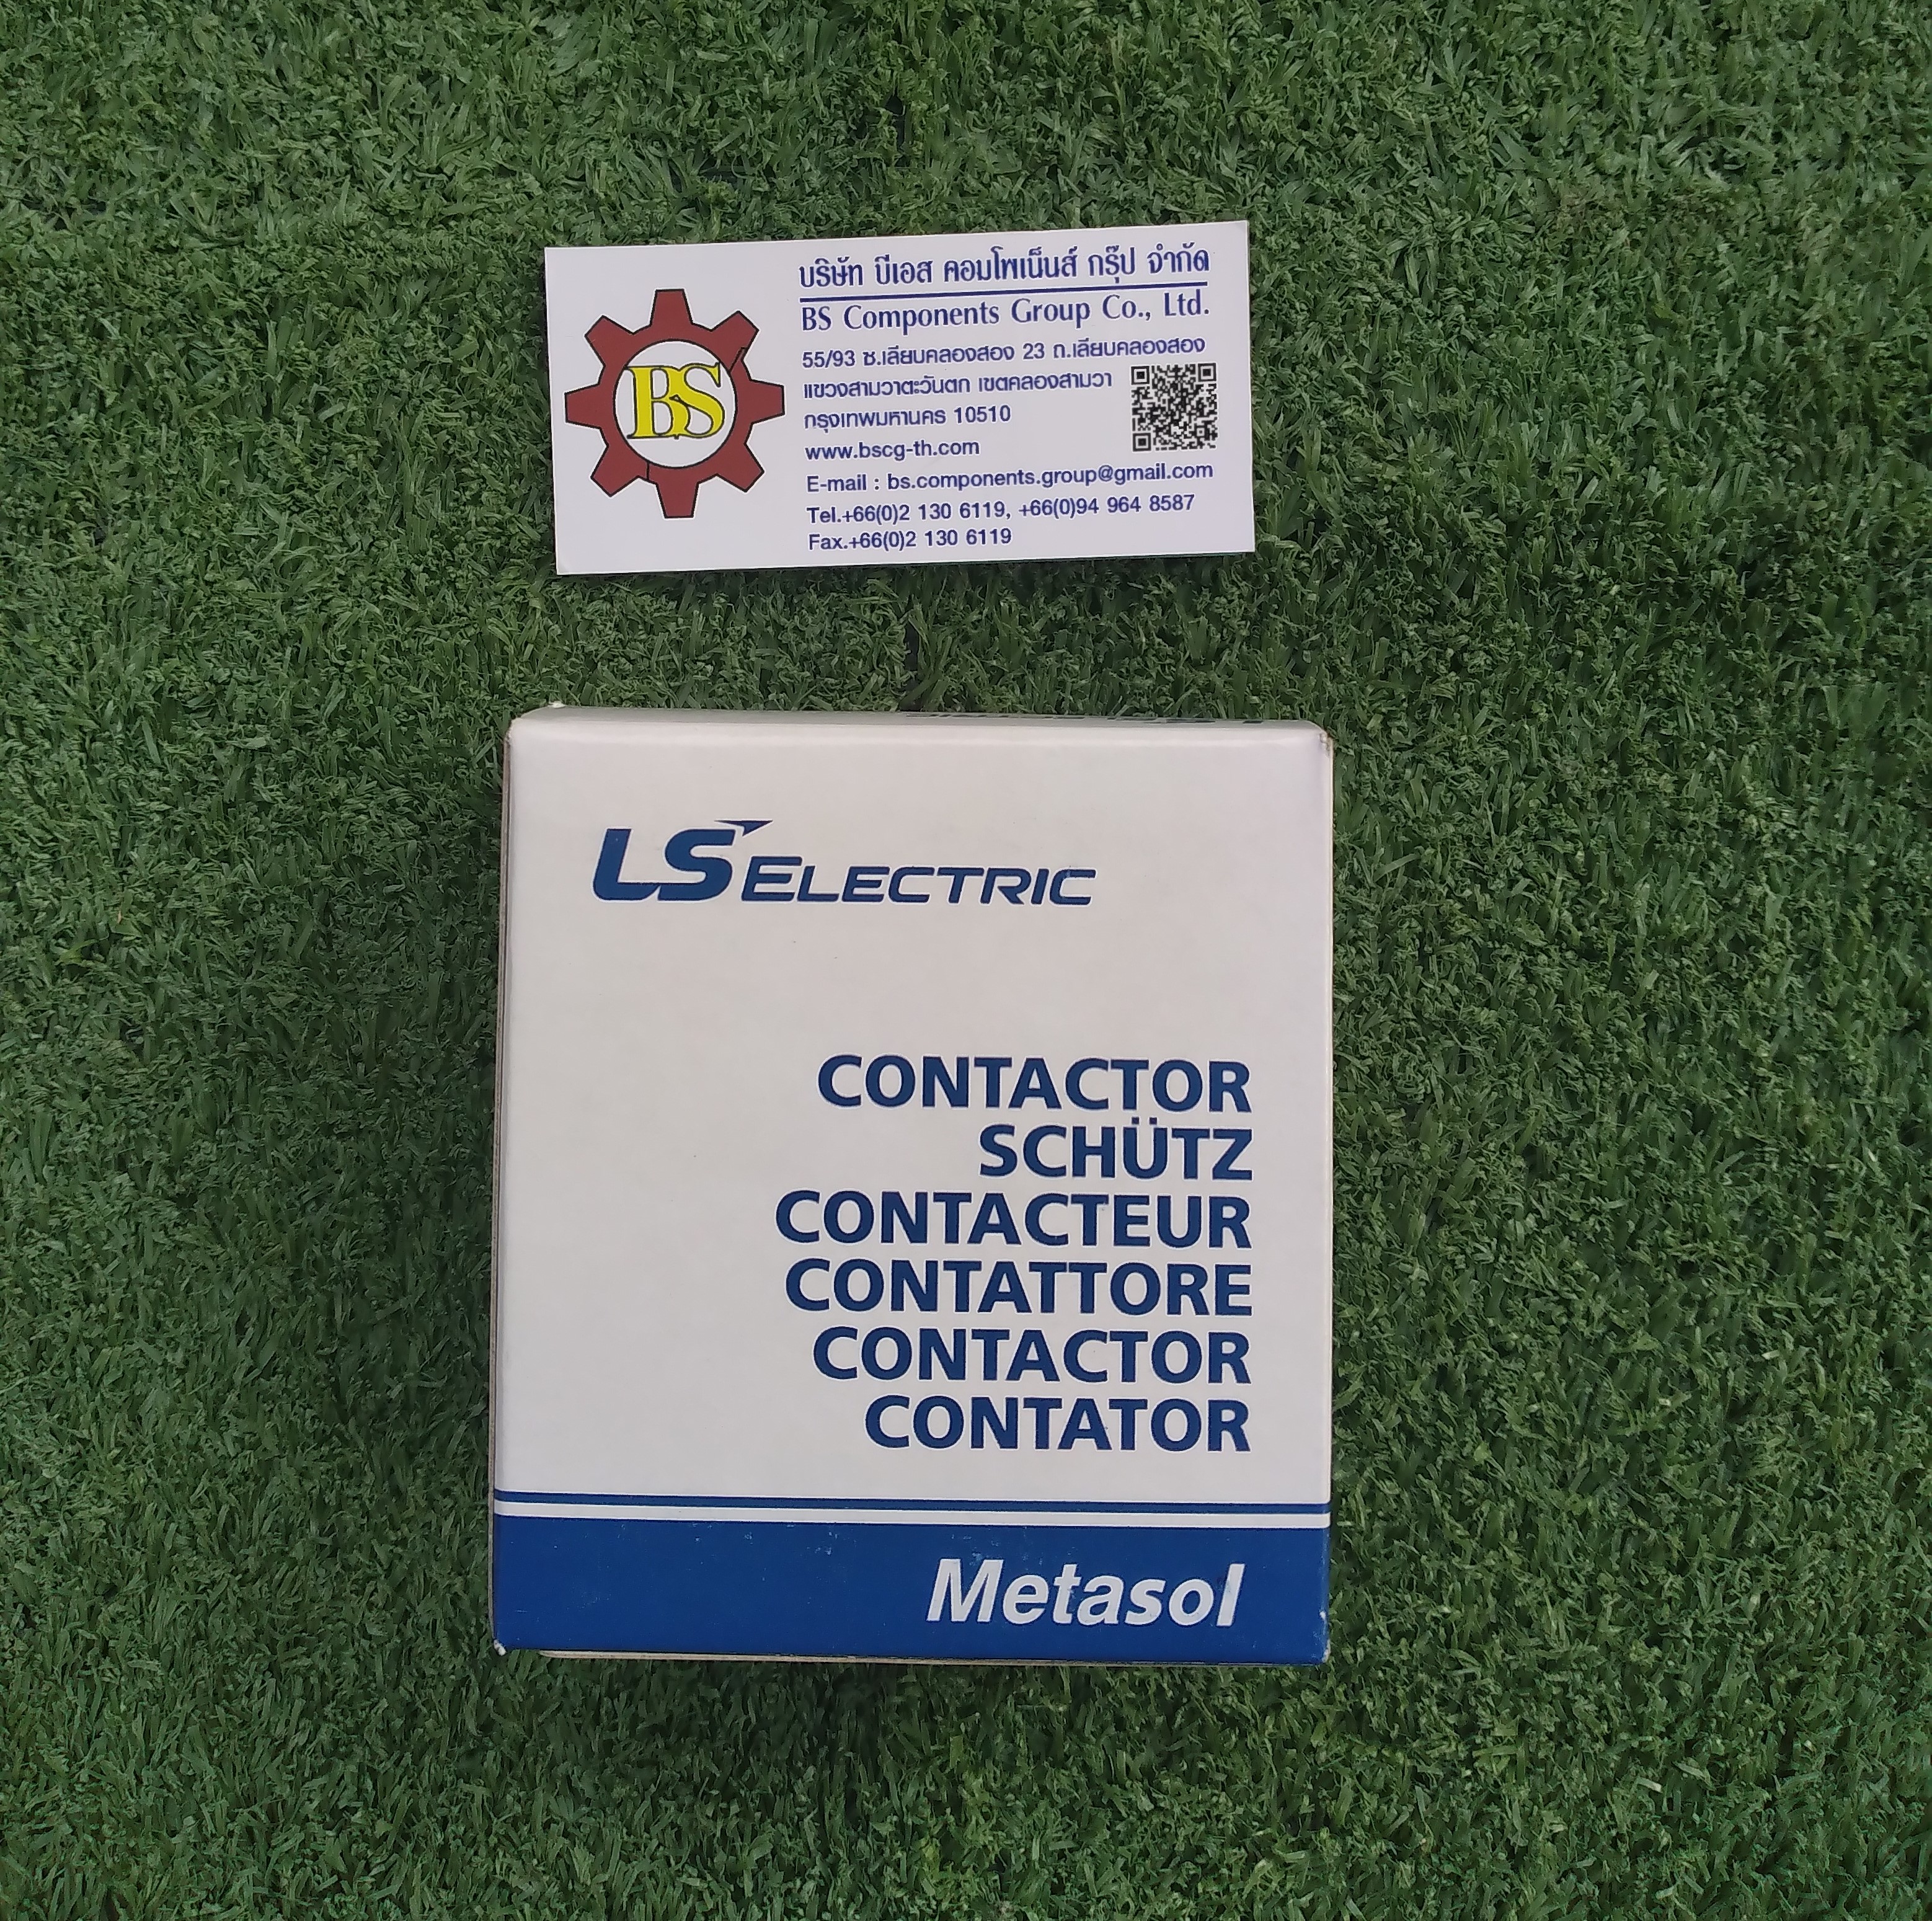 บริษัท บีเอส คอมโพเน็นส์ กรุ๊ป จำกัด
BS Components Group Co., Ltd.
55/93 ซ.เลียบคลองสอง 23 ถ.เลียบคลองสอง
แขวงสามวาตะวันตก เขตคลองสามวา
กรุงเทพมหานคร 10510
www.bscg-th.com
E-mail : bs.components.group@gmail.com
Tel.+66(0)2 130 6119, +66(0)94 964 8587
Fax.+66(0)2 130 6119
BS
LS ELECTRIC
CONTACTOR
SCHÜTZ
CONTACTEUR
CONTATTORE
CONTACTOR
CONTATOR
Metasol